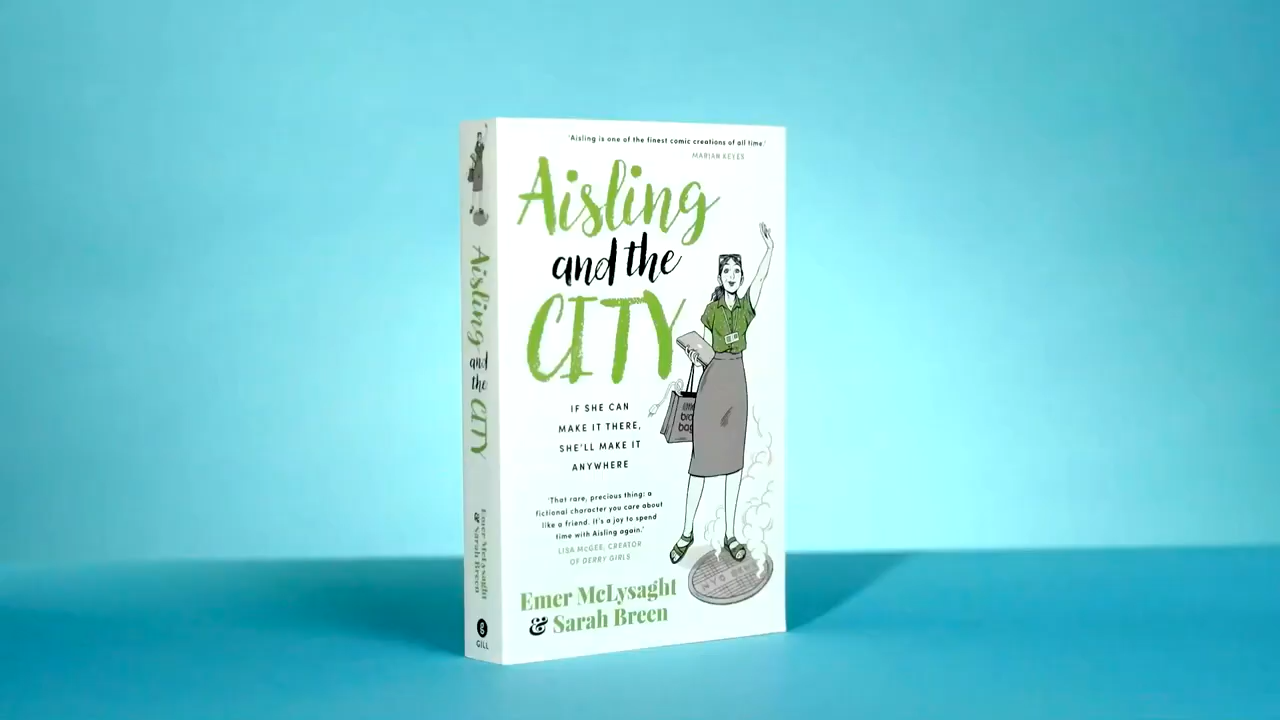 'Aisling is one of the finest comic creations of all time.'
MARIAN KEYES
Aisling
and the
CITY
IF SHE CAN
MAKE IT THERE,
SHE'LL MAKE IT
ANYWHERE
'That rare, precious thing: a
fictional character you care about
like a friend. It's a joy to spend
time with Aisling again.'
LISA McGEE, CREATOR
OF DERRY GIRLS
Emer McLysaght
& Sarah Breen
bag
NYC
Aisling and the CITY
Emer McLysaght
& Sarah Breen
GILL